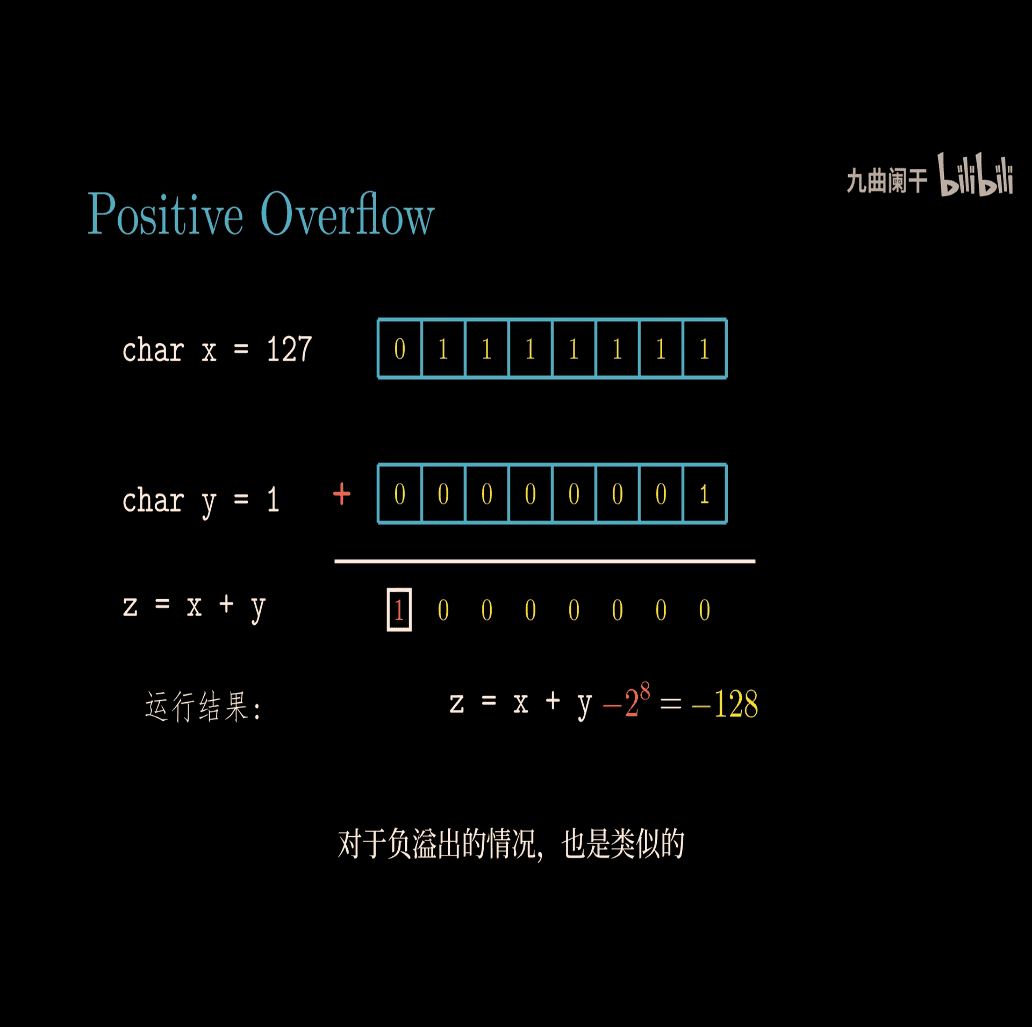 九曲阑干 bilibili
Positive Overflow
char x = 127 0 1 1 1 1 1 1 1
char y = 1 + 0 0 0 0 0 0 0 1
z = x + y 1 0 0 0 0 0 0 0
运行结果: z = x + y −2⁸ = −128
对于负溢出的情况，也是类似的